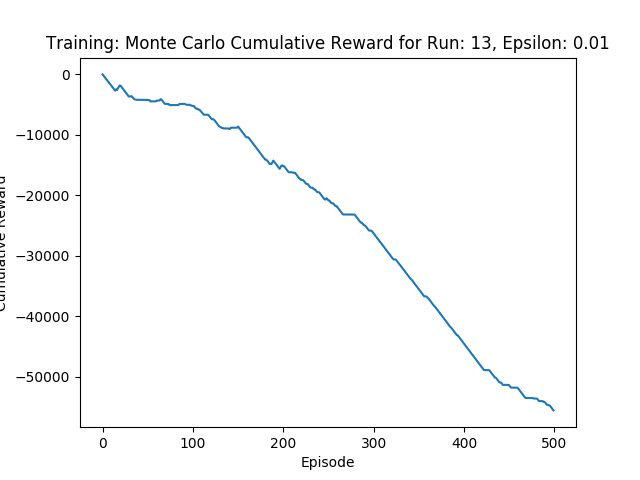 Training: Monte Carlo Cumulative Reward for Run: 13, Epsilon: 0.01
0
−10000
−20000
−30000
−40000
−50000
Cumulative Reward
0 100 200 300 400 500
Episode